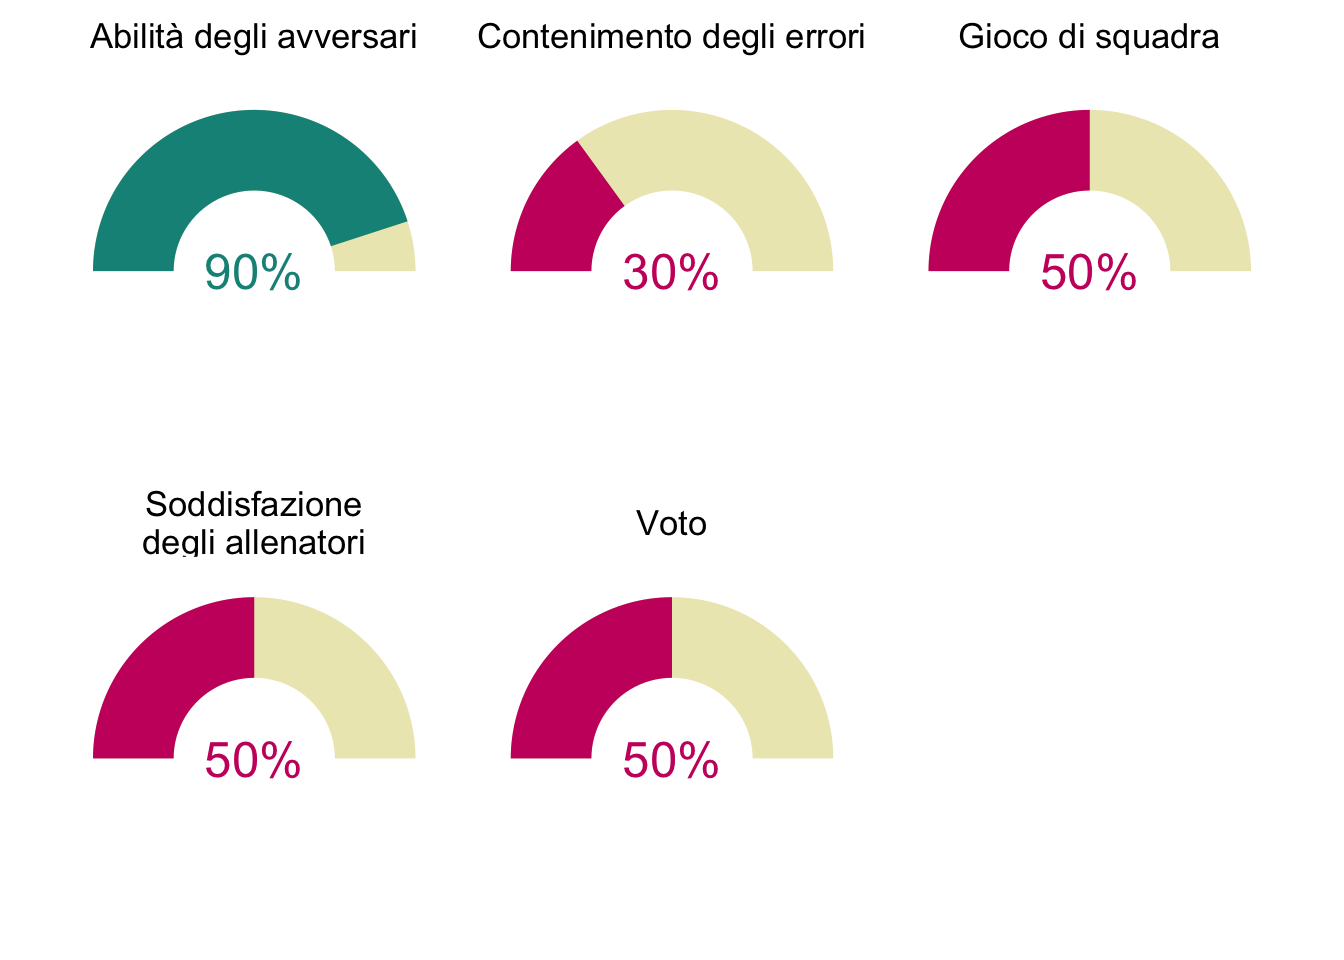 Abilità degli avversari
Contenimento degli errori
Gioco di squadra
90%
30%
50%
Soddisfazione
degli allenatori
Voto
50%
50%